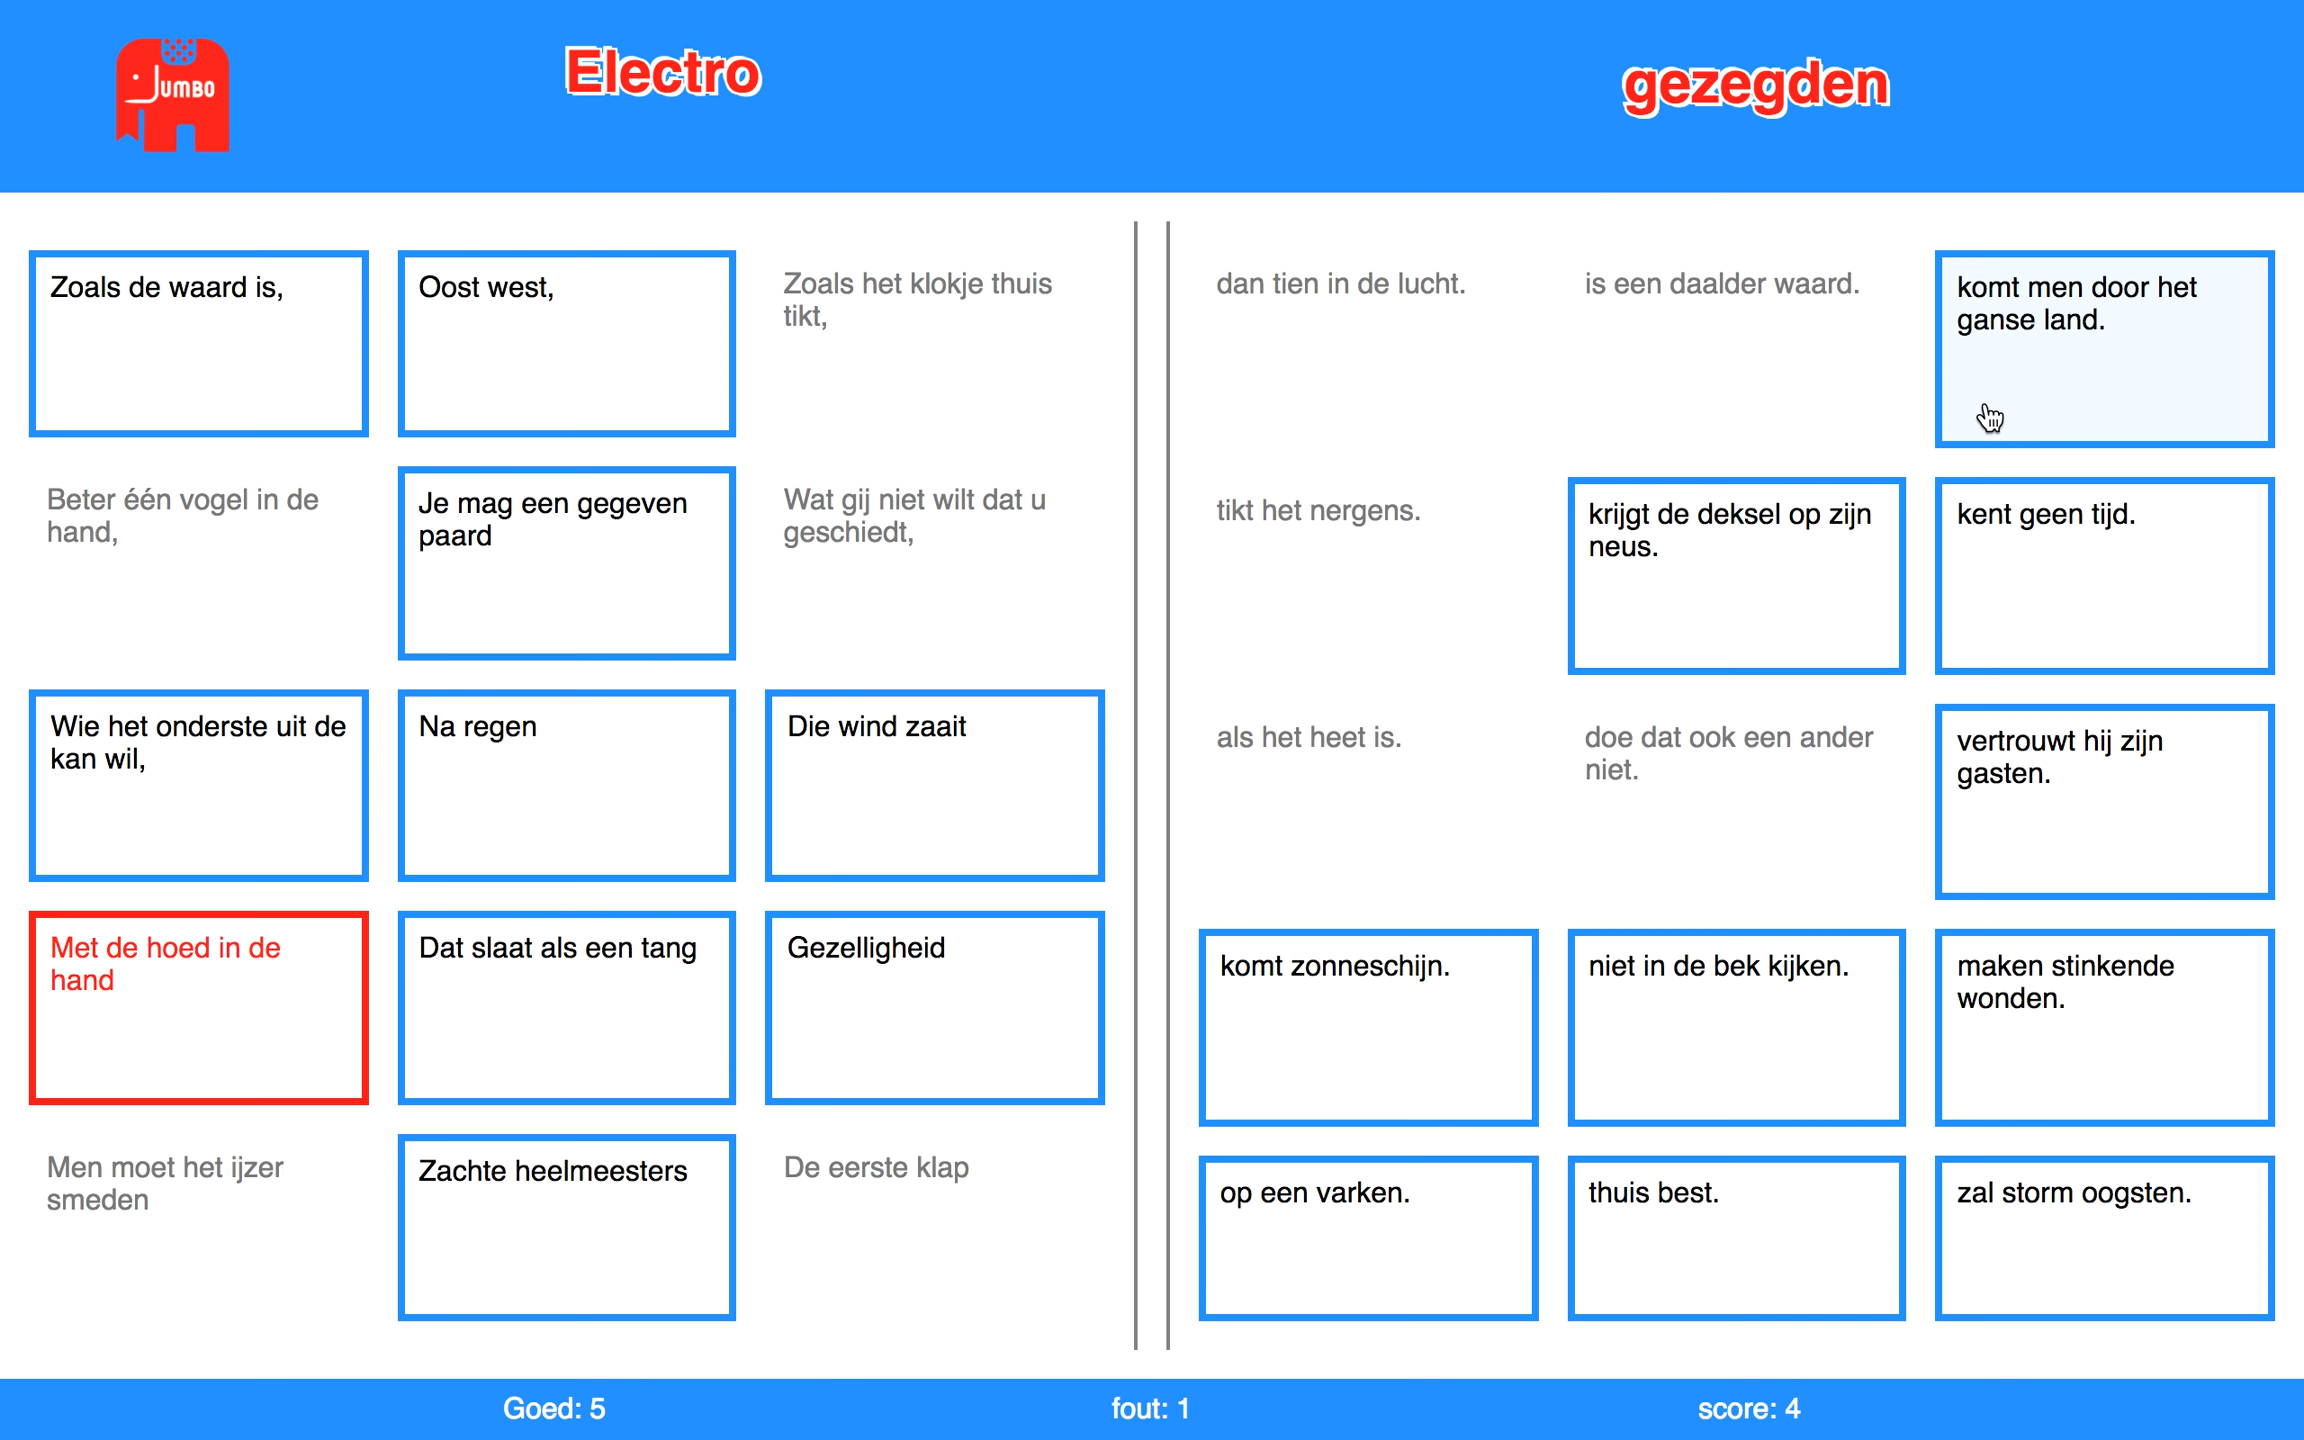 JUMBO
Electro
gezegden
Zoals de waard is,
Oost west,
Zoals het klokje thuis
tikt,
Beter één vogel in de
hand,
Je mag een gegeven
paard
Wat gij niet wilt dat u
geschiedt,
Wie het onderste uit de
kan wil,
Na regen
Die wind zaait
Met de hoed in de
hand
Dat slaat als een tang
Gezelligheid
Men moet het ijzer
smeden
Zachte heelmeesters
De eerste klap
dan tien in de lucht.
is een daalder waard.
komt men door het
ganse land.
tikt het nergens.
krijgt de deksel op zijn
neus.
kent geen tijd.
als het heet is.
doe dat ook een ander
niet.
vertrouwt hij zijn
gasten.
komt zonneschijn.
niet in de bek kijken.
maken stinkende
wonden.
op een varken.
thuis best.
zal storm oogsten.
Goed: 5
fout: 1
score: 4